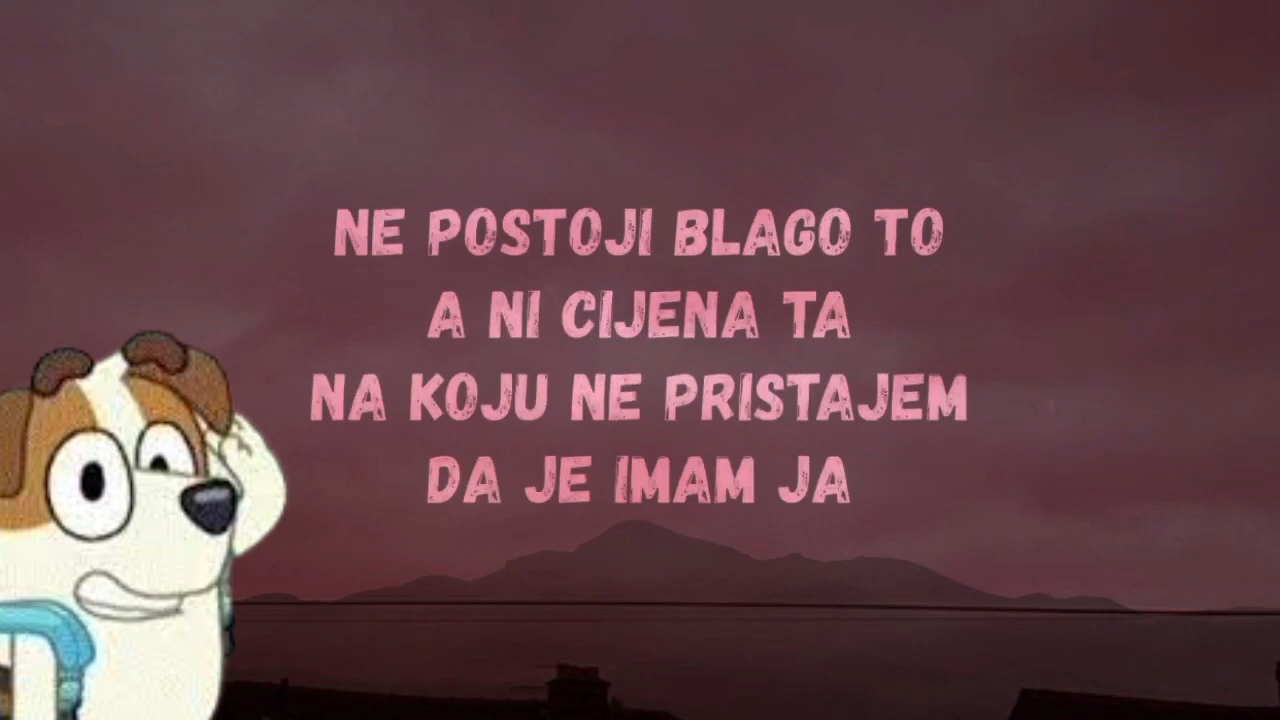 NE POSTOJI BLAGO TO
A NI CIJENA TA
NA KOJU NE PRISTAJEM
DA JE IMAM JA